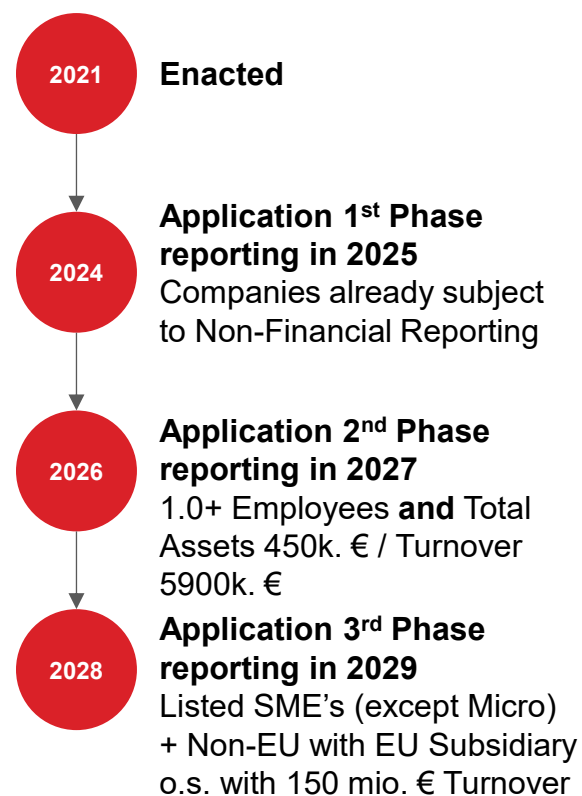 2021
Enacted
2024
Application 1st Phase
reporting in 2025
Companies already subject
to Non-Financial Reporting
2026
Application 2nd Phase
reporting in 2027
1.0+ Employees and Total
Assets 450k. € / Turnover
5900k. €
2028
Application 3rd Phase
reporting in 2029
Listed SME’s (except Micro)
+ Non-EU with EU Subsidiary
o.s. with 150 mio. € Turnover